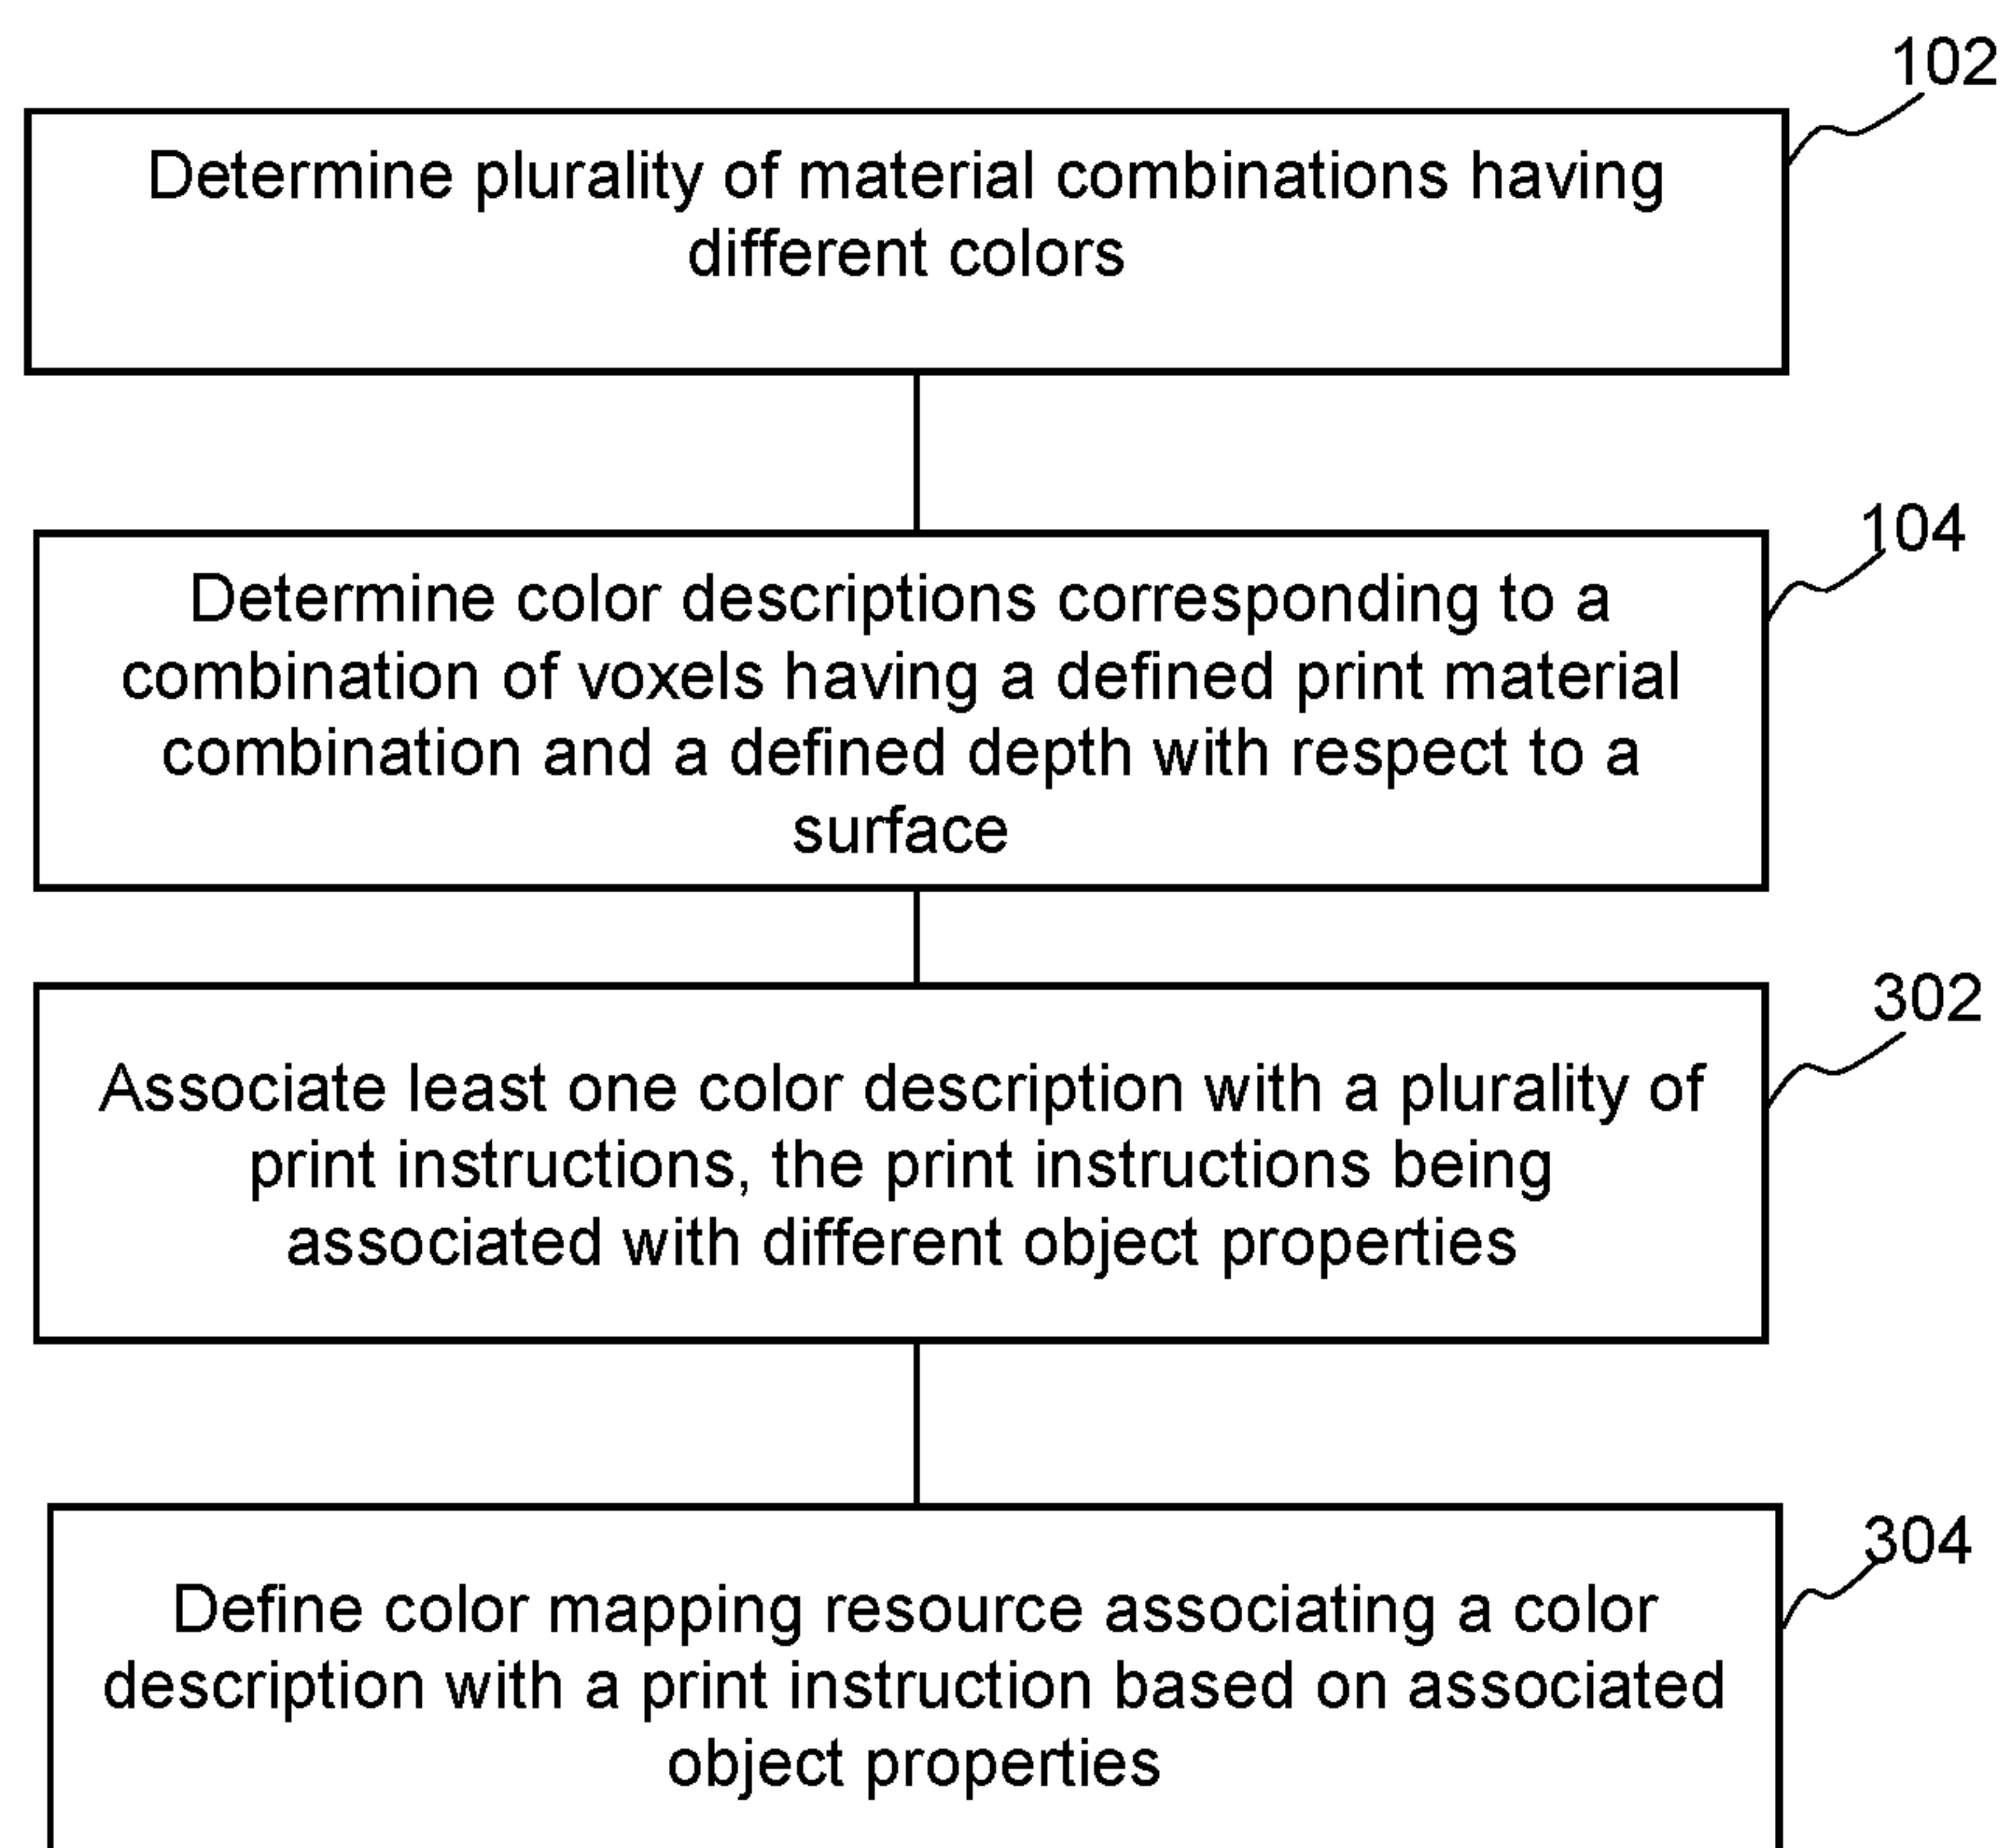 102
Determine plurality of material combinations having
different colors
104
Determine color descriptions corresponding to a
combination of voxels having a defined print material
combination and a defined depth with respect to a
surface
302
Associate least one color description with a plurality of
print instructions, the print instructions being
associated with different object properties
304
Define color mapping resource associating a color
description with a print instruction based on associated
object properties